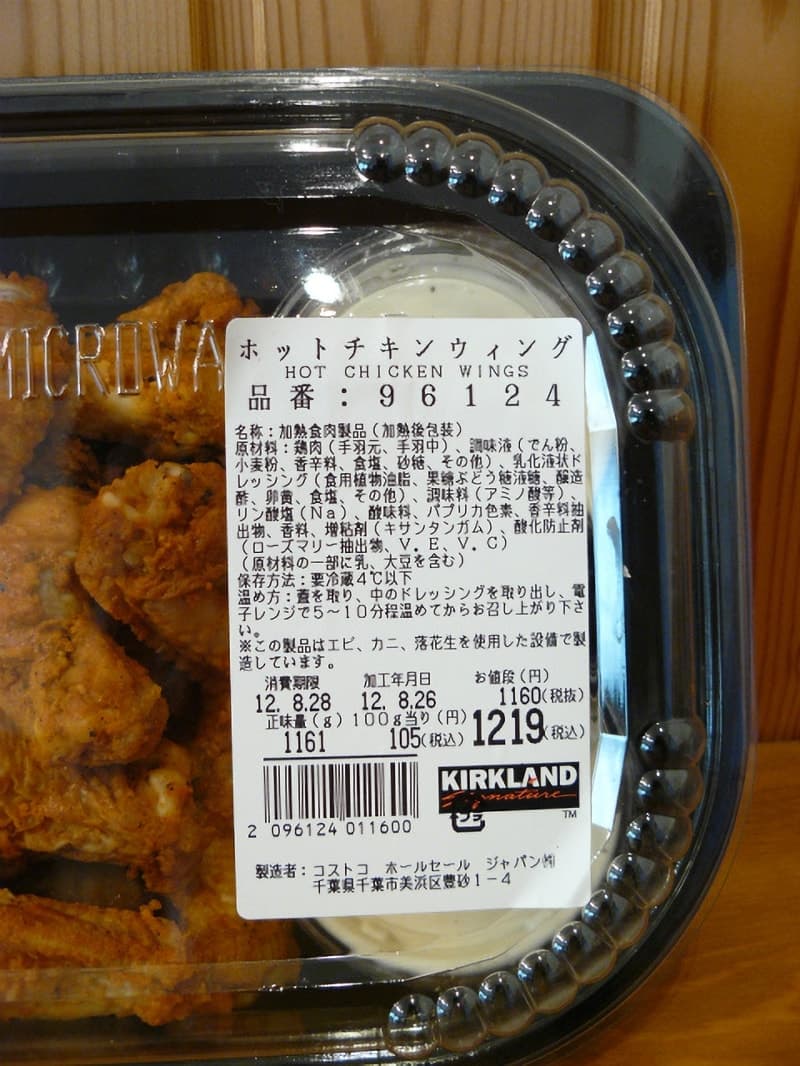 MICROWA
ホットチキンウィング
HOT CHICKEN WINGS
品番：96124
名称：加熱食肉製品（加熱後包装）
原材料：鶏肉（手羽元、手羽中）、調味液（でん粉、
小麦粉、香辛料、食塩、砂糖、その他）、乳化液状ド
レッシング（食用植物油脂、果糖ぶどう糖液糖、醸造
酢、卵黄、食塩、その他）、調味料（アミノ酸等）、
リン酸塩（Na）、酸味料、パプリカ色素、香辛料抽
出物、香料、増粘剤（キサンタンガム）、酸化防止剤
（ローズマリー抽出物、V．E、V．C）
（原材料の一部に乳、大豆を含む）
保存方法：要冷蔵4℃以下
温め方：蓋を取り、中のドレッシングを取り出し、電
子レンジで5～10分程温めてからお召し上がり下さ
い。
※この製品はエビ、カニ、落花生を使用した設備で製
造しています。
消費期限 加工年月日 お値段（円）
12. 8.28 12. 8.26 1160(税抜)
正味量（g） 100g当り（円） 1219(税込)
1161 105(税込)
KIRKLAND
Signature
TM
2 096124 011600
製造者：コストコ ホールセール ジャパン㈱
千葉県千葉市美浜区豊砂1－4